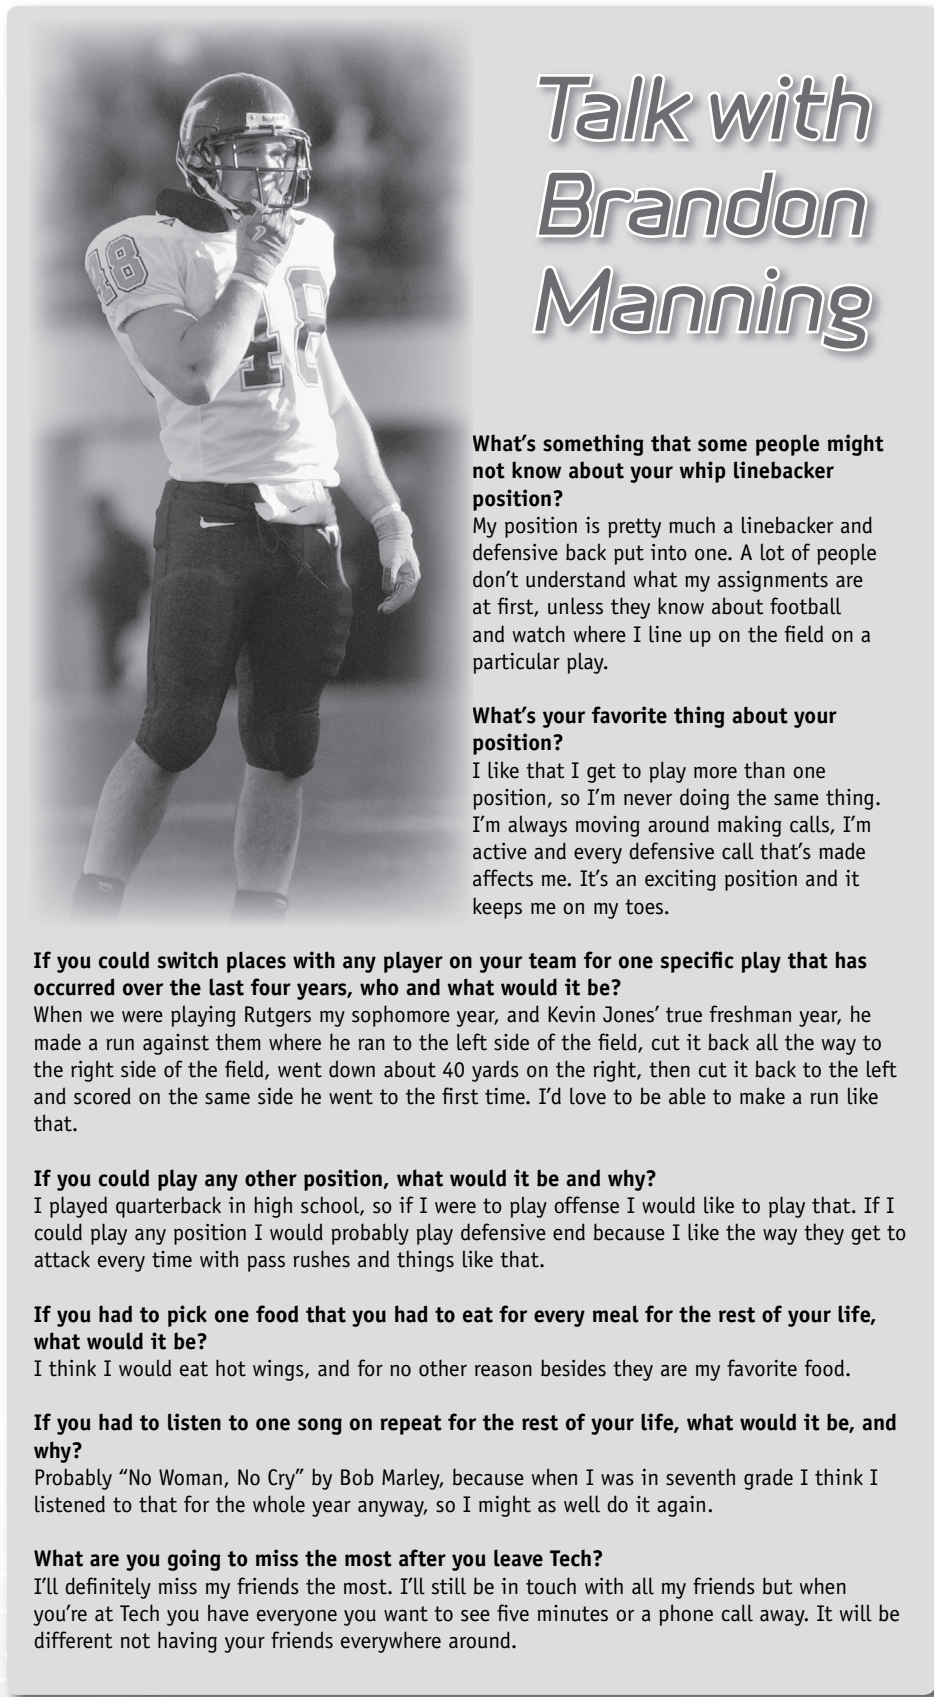 Talk with
Brandon
Manning
48
48
What's something that some people might
not know about your whip linebacker
position?
My position is pretty much a linebacker and
defensive back put into one. A lot of people
don't understand what my assignments are
at first, unless they know about football
and watch where I line up on the field on a
particular play.
What's your favorite thing about your
position?
I like that I get to play more than one
position, so I'm never doing the same thing.
I'm always moving around making calls, I'm
active and every defensive call that's made
affects me. It's an exciting position and it
keeps me on my toes.
If you could switch places with any player on your team for one specific play that has
occurred over the last four years, who and what would it be?
When we were playing Rutgers my sophomore year, and Kevin Jones' true freshman year, he
made a run against them where he ran to the left side of the field, cut it back all the way to
the right side of the field, went down about 40 yards on the right, then cut it back to the left
and scored on the same side he went to the first time. I'd love to be able to make a run like
that.
If you could play any other position, what would it be and why?
I played quarterback in high school, so if I were to play offense I would like to play that. If I
could play any position I would probably play defensive end because I like the way they get to
attack every time with pass rushes and things like that.
If you had to pick one food that you had to eat for every meal for the rest of your life,
what would it be?
I think I would eat hot wings, and for no other reason besides they are my favorite food.
If you had to listen to one song on repeat for the rest of your life, what would it be, and
why?
Probably “No Woman, No Cry” by Bob Marley, because when I was in seventh grade I think I
listened to that for the whole year anyway, so I might as well do it again.
What are you going to miss the most after you leave Tech?
I'll definitely miss my friends the most. I'll still be in touch with all my friends but when
you're at Tech you have everyone you want to see five minutes or a phone call away. It will be
different not having your friends everywhere around.